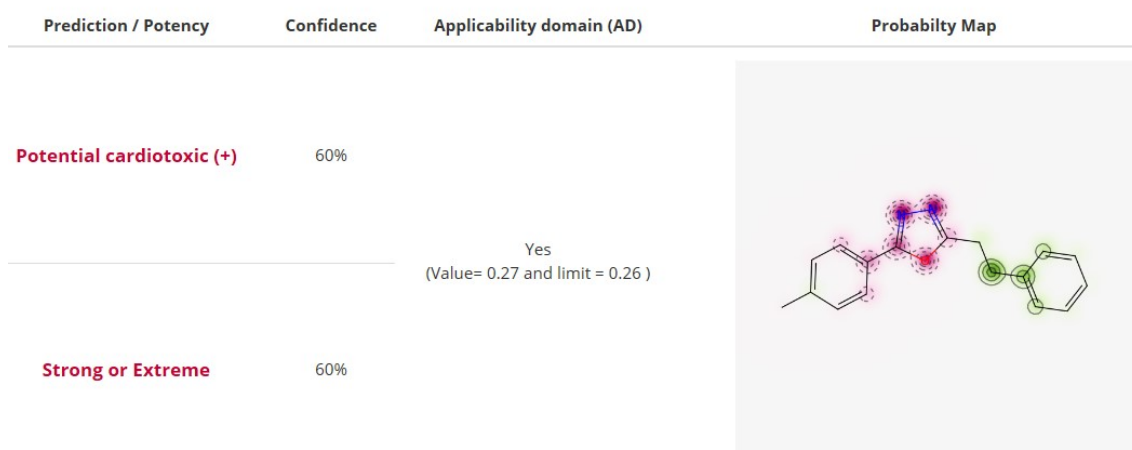 Prediction / Potency Confidence Applicability domain (AD) Probabilty Map
Potential cardiotoxic (+) 60%
Yes
(Value= 0.27 and limit = 0.26 )
Strong or Extreme 60%